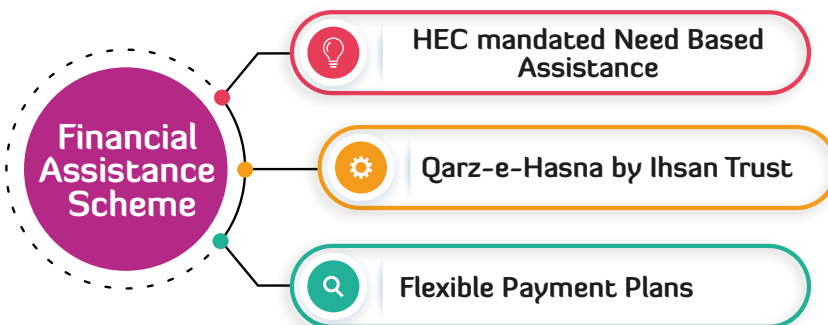 Financial
Assistance
Scheme
HEC mandated Need Based
Assistance
Qarz-e-Hasna by Ihsan Trust
Flexible Payment Plans